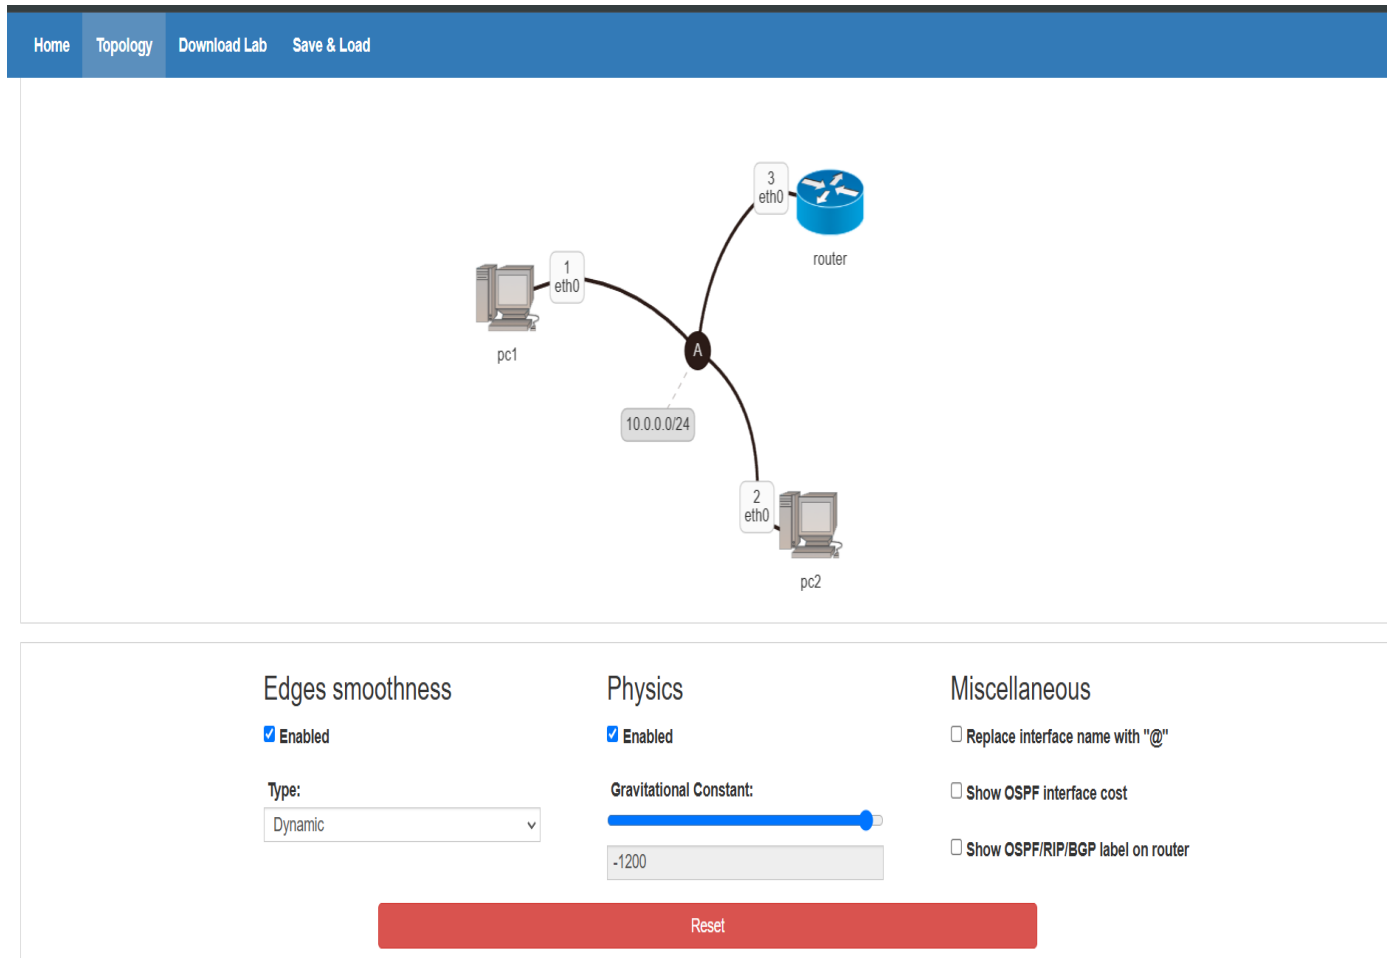 Home Topology Download Lab Save & Load
3
eth0
router
1
eth0
pc1
A
10.0.0.0/24
2
eth0
pc2
Edges smoothness
Enabled
Type:
Dynamic
Physics
Enabled
Gravitational Constant:
-1200
Miscellaneous
Replace interface name with "@"
Show OSPF interface cost
Show OSPF/RIP/BGP label on router
Reset